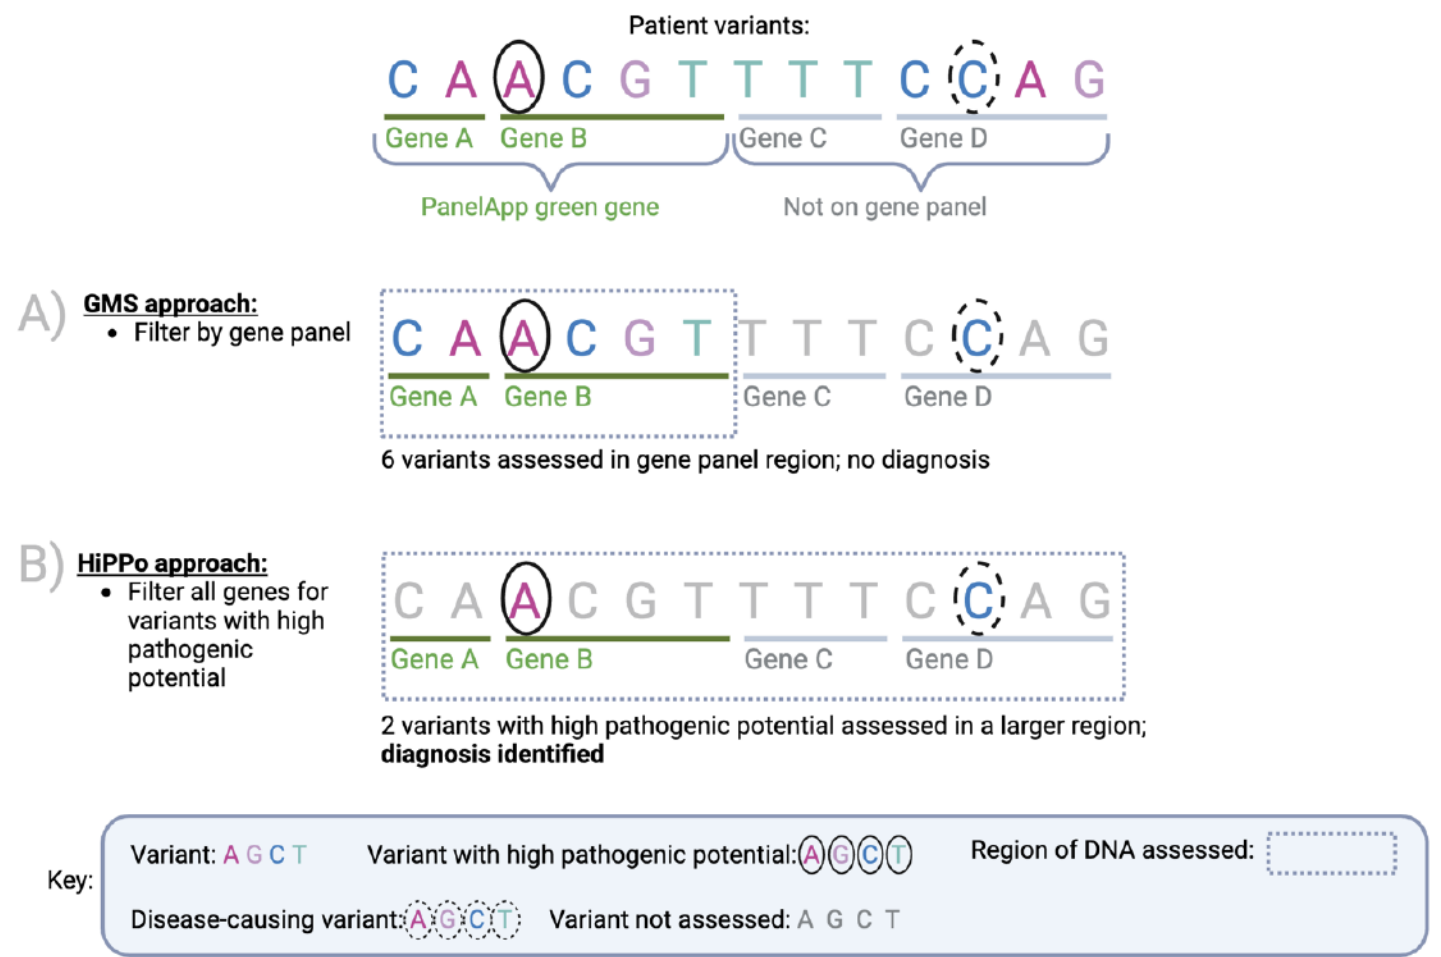 Patient variants:
C A A C G T T T T C C A G
Gene A Gene B Gene C Gene D
PanelApp green gene Not on gene panel
A) GMS approach:
• Filter by gene panel
C A A C G T T T T C C A G
Gene A Gene B Gene C Gene D
6 variants assessed in gene panel region; no diagnosis
B) HiPPo approach:
• Filter all genes for
variants with high
pathogenic
potential
C A A C G T T T T C C A G
Gene A Gene B Gene C Gene D
2 variants with high pathogenic potential assessed in a larger region;
diagnosis identified
Key:
Variant: A G C T Variant with high pathogenic potential: A G C T Region of DNA assessed:
Disease-causing variant: A G C T Variant not assessed: A G C T